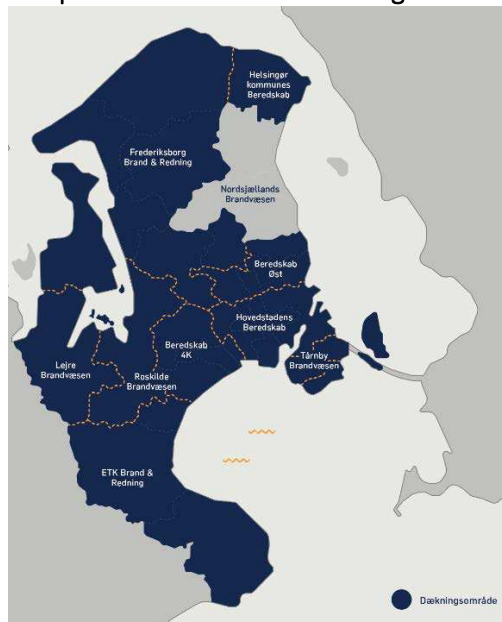 Helsingør
kommunes
Beredskab
Frederiksborg
Brand & Redning
Nordsjællands
Brandvæsen
Beredskab
Øst
Hovedstadens
Beredskab
Beredskab
4K
Tårnby
Brandvæsen
Lejre
Brandvæsen
Roskilde
Brandvæsen
ETK Brand &
Redning
Dækningsområde